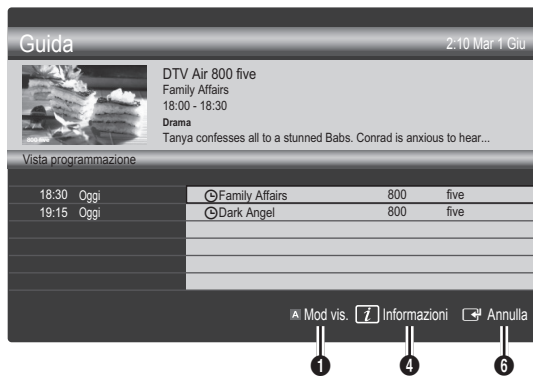 Guida 2:10 Mar 1 Giu
DTV Air 800 five
Family Affairs
18:00 - 18:30
Drama
Tanya confesses all to a stunned Babs. Conrad is anxious to hear...
800 five
Vista programmazione
18:30 Oggi Family Affairs 800 five
19:15 Oggi Dark Angel 800 five
A Mod vis. i Informazioni Annulla
1 4 6